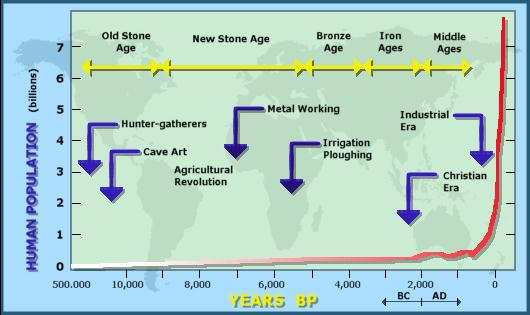 Old Stone
Age
New Stone Age
Bronze
Age
Iron
Ages
Middle
Ages
HUMAN POPULATION (billions)
7
6
5
4
3
2
1
0
Hunter-gatherers
Cave Art
Agricultural
Revolution
Metal Working
Irrigation
Ploughing
Industrial
Era
Christian
Era
500.000 10,000 8,000 6,000 4,000 2,000 0
YEARS BP
BC AD